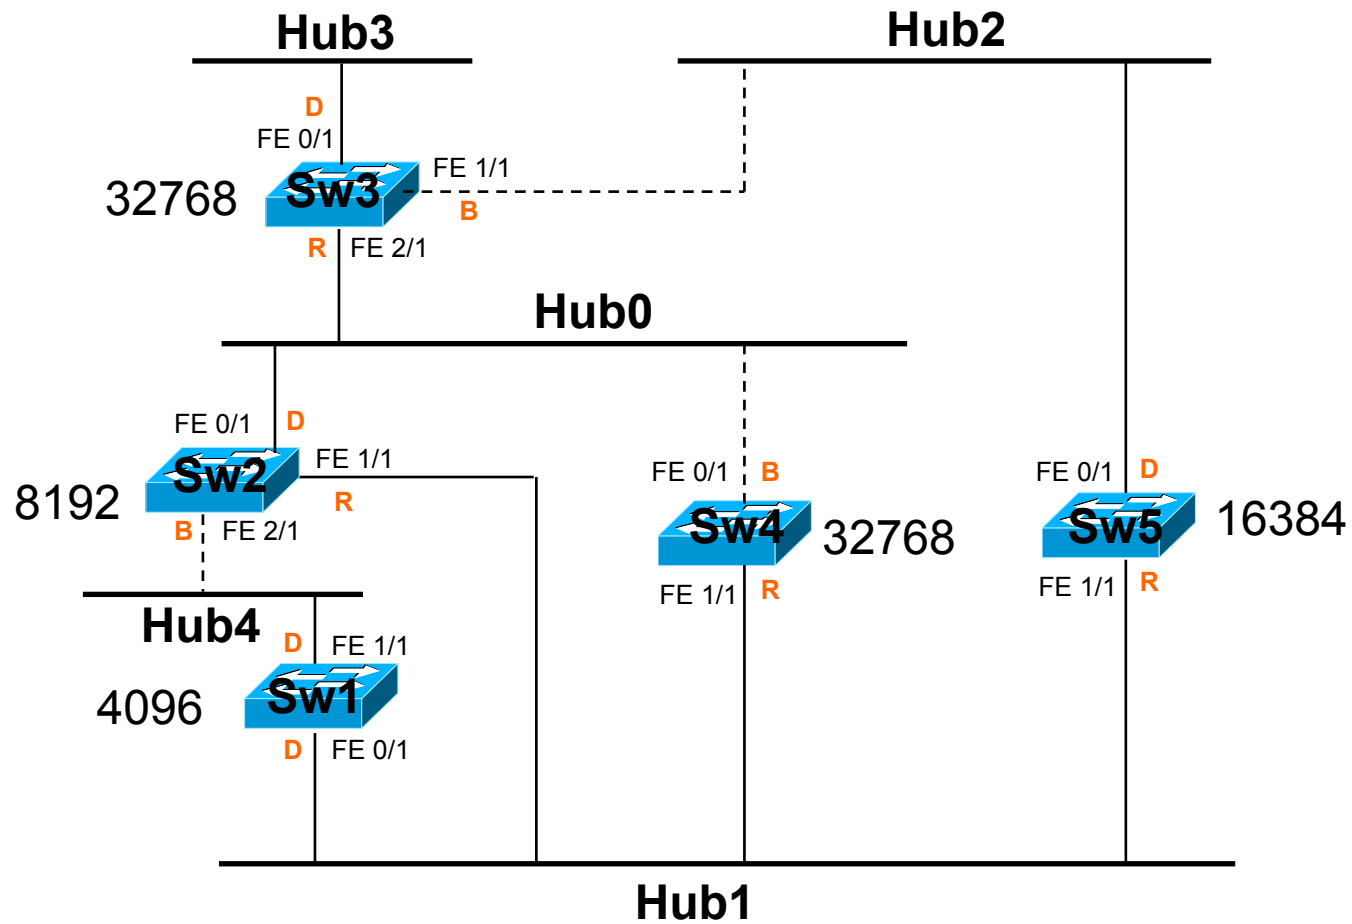 Hub3
Hub2
D
FE 0/1
FE 1/1
32768
Sw3
B
R
FE 2/1
Hub0
FE 0/1
D
FE 1/1
Sw2
R
8192
B
FE 2/1
FE 0/1
B
Sw4
32768
FE 1/1
R
FE 0/1
D
Sw5
16384
FE 1/1
R
Hub4
D
FE 1/1
4096
Sw1
D
FE 0/1
Hub1